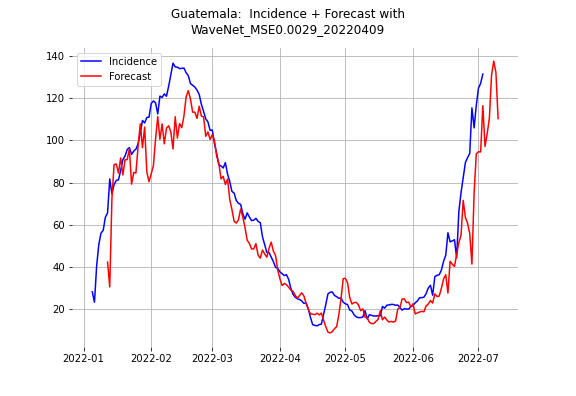 Guatemala:  Incidence + Forecast with
WaveNet_MSE0.0029_20220409
Incidence
Forecast
140
120
100
80
60
40
20
2022-01 2022-02 2022-03 2022-04 2022-05 2022-06 2022-07